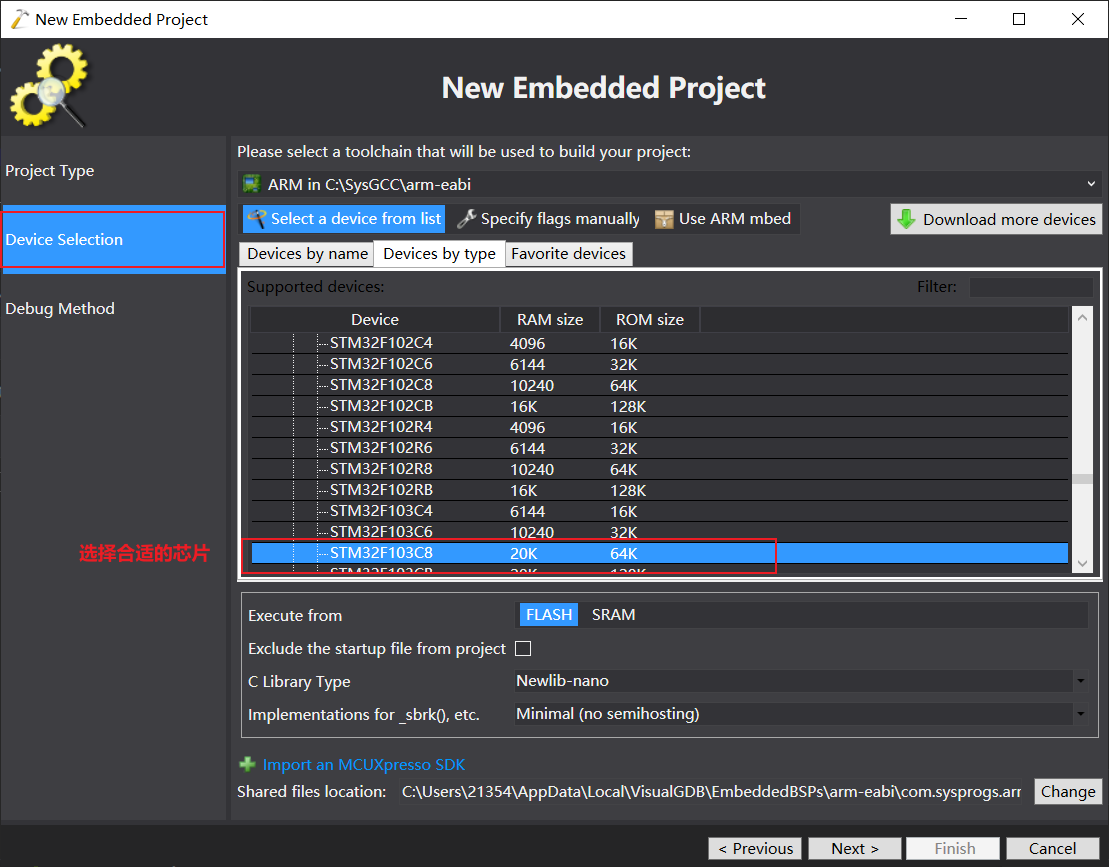 New Embedded Project
New Embedded Project
Project Type
Device Selection
Debug Method
选择合适的芯片
Please select a toolchain that will be used to build your project:
ARM in C:\SysGCC\arm-eabi
Select a device from list Specify flags manually Use ARM mbed Download more devices
Devices by name Devices by type Favorite devices
Supported devices: Filter:
Device RAM size ROM size
STM32F102C4 4096 16K
STM32F102C6 6144 32K
STM32F102C8 10240 64K
STM32F102CB 16K 128K
STM32F102R4 4096 16K
STM32F102R6 6144 32K
STM32F102R8 10240 64K
STM32F102RB 16K 128K
STM32F103C4 6144 16K
STM32F103C6 10240 32K
STM32F103C8 20K 64K
STM32F103CB 20K 128K
Execute from FLASH SRAM
Exclude the startup file from project
C Library Type Newlib-nano
Implementations for _sbrk(), etc. Minimal (no semihosting)
Import an MCUXpresso SDK
Shared files location: C:\Users\21354\AppData\Local\VisualGDB\EmbeddedBSPs\arm-eabi\com.sysprogs.arr Change
< Previous Next > Finish Cancel